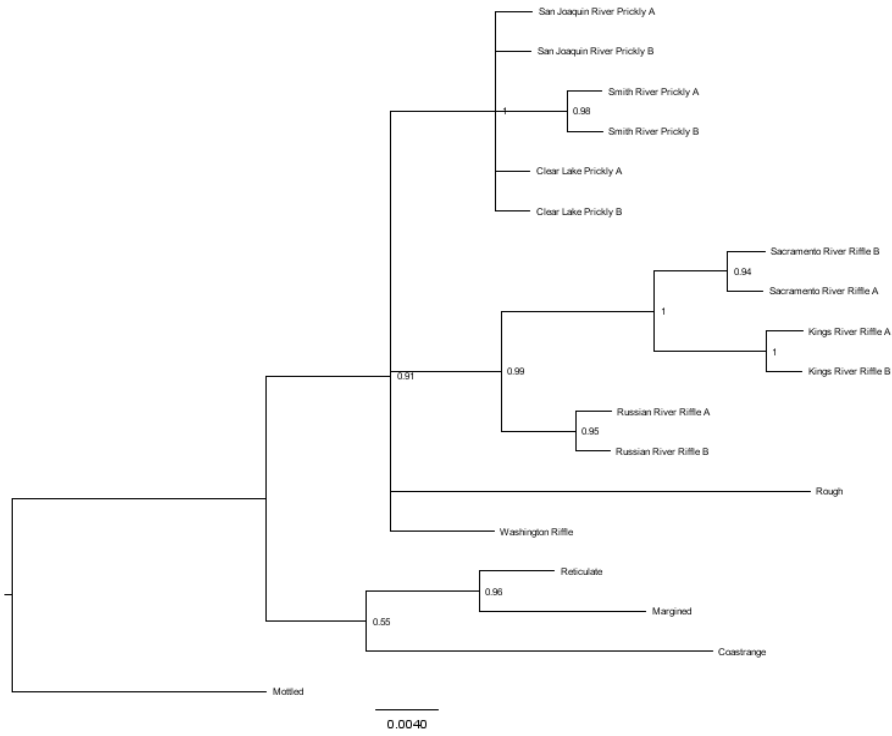 San Joaquin River Prickly A
San Joaquin River Prickly B
Smith River Prickly A
0.98
Smith River Prickly B
1
Clear Lake Prickly A
Clear Lake Prickly B
Sacramento River Riffle B
0.94
Sacramento River Riffle A
1
Kings River Riffle A
1
Kings River Riffle B
0.99
0.91
Russian River Riffle A
0.95
Russian River Riffle B
Rough
Washington Riffle
Reticulate
0.96
Margined
0.55
Coastrange
Mottled
0.0040